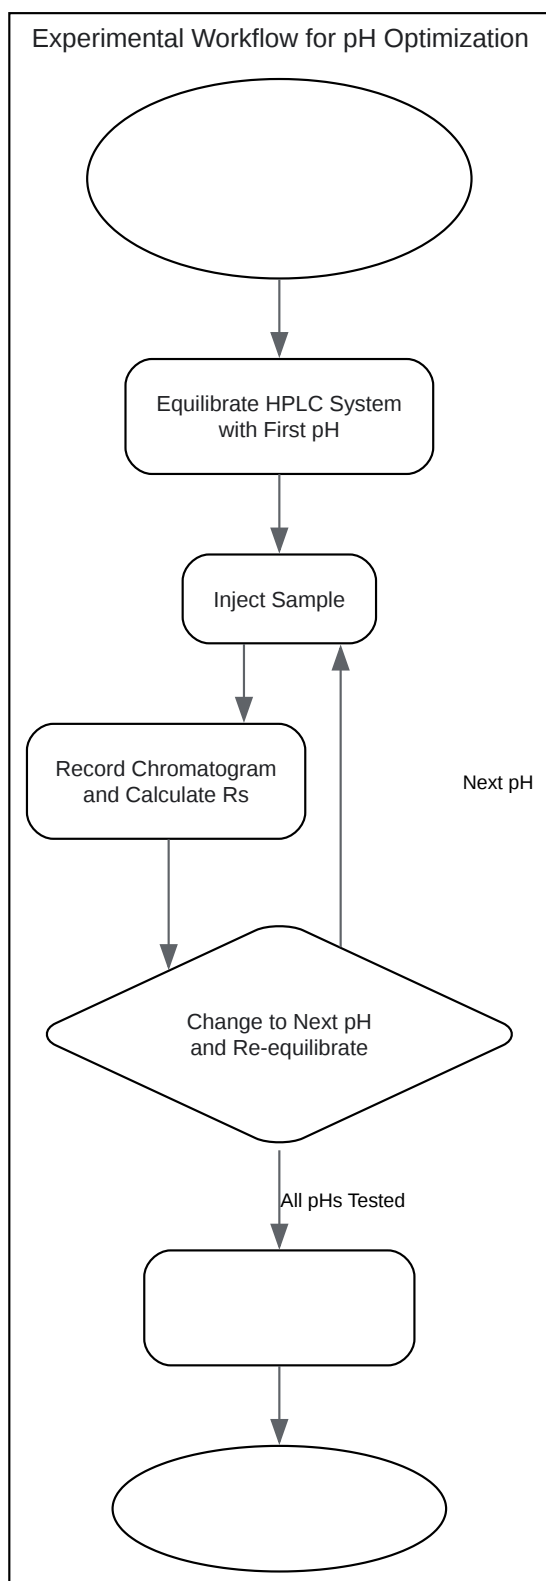 Experimental Workflow for pH Optimization
Equilibrate HPLC System
with First pH
Inject Sample
Record Chromatogram
and Calculate Rs
Next pH
Change to Next pH
and Re-equilibrate
All pHs Tested